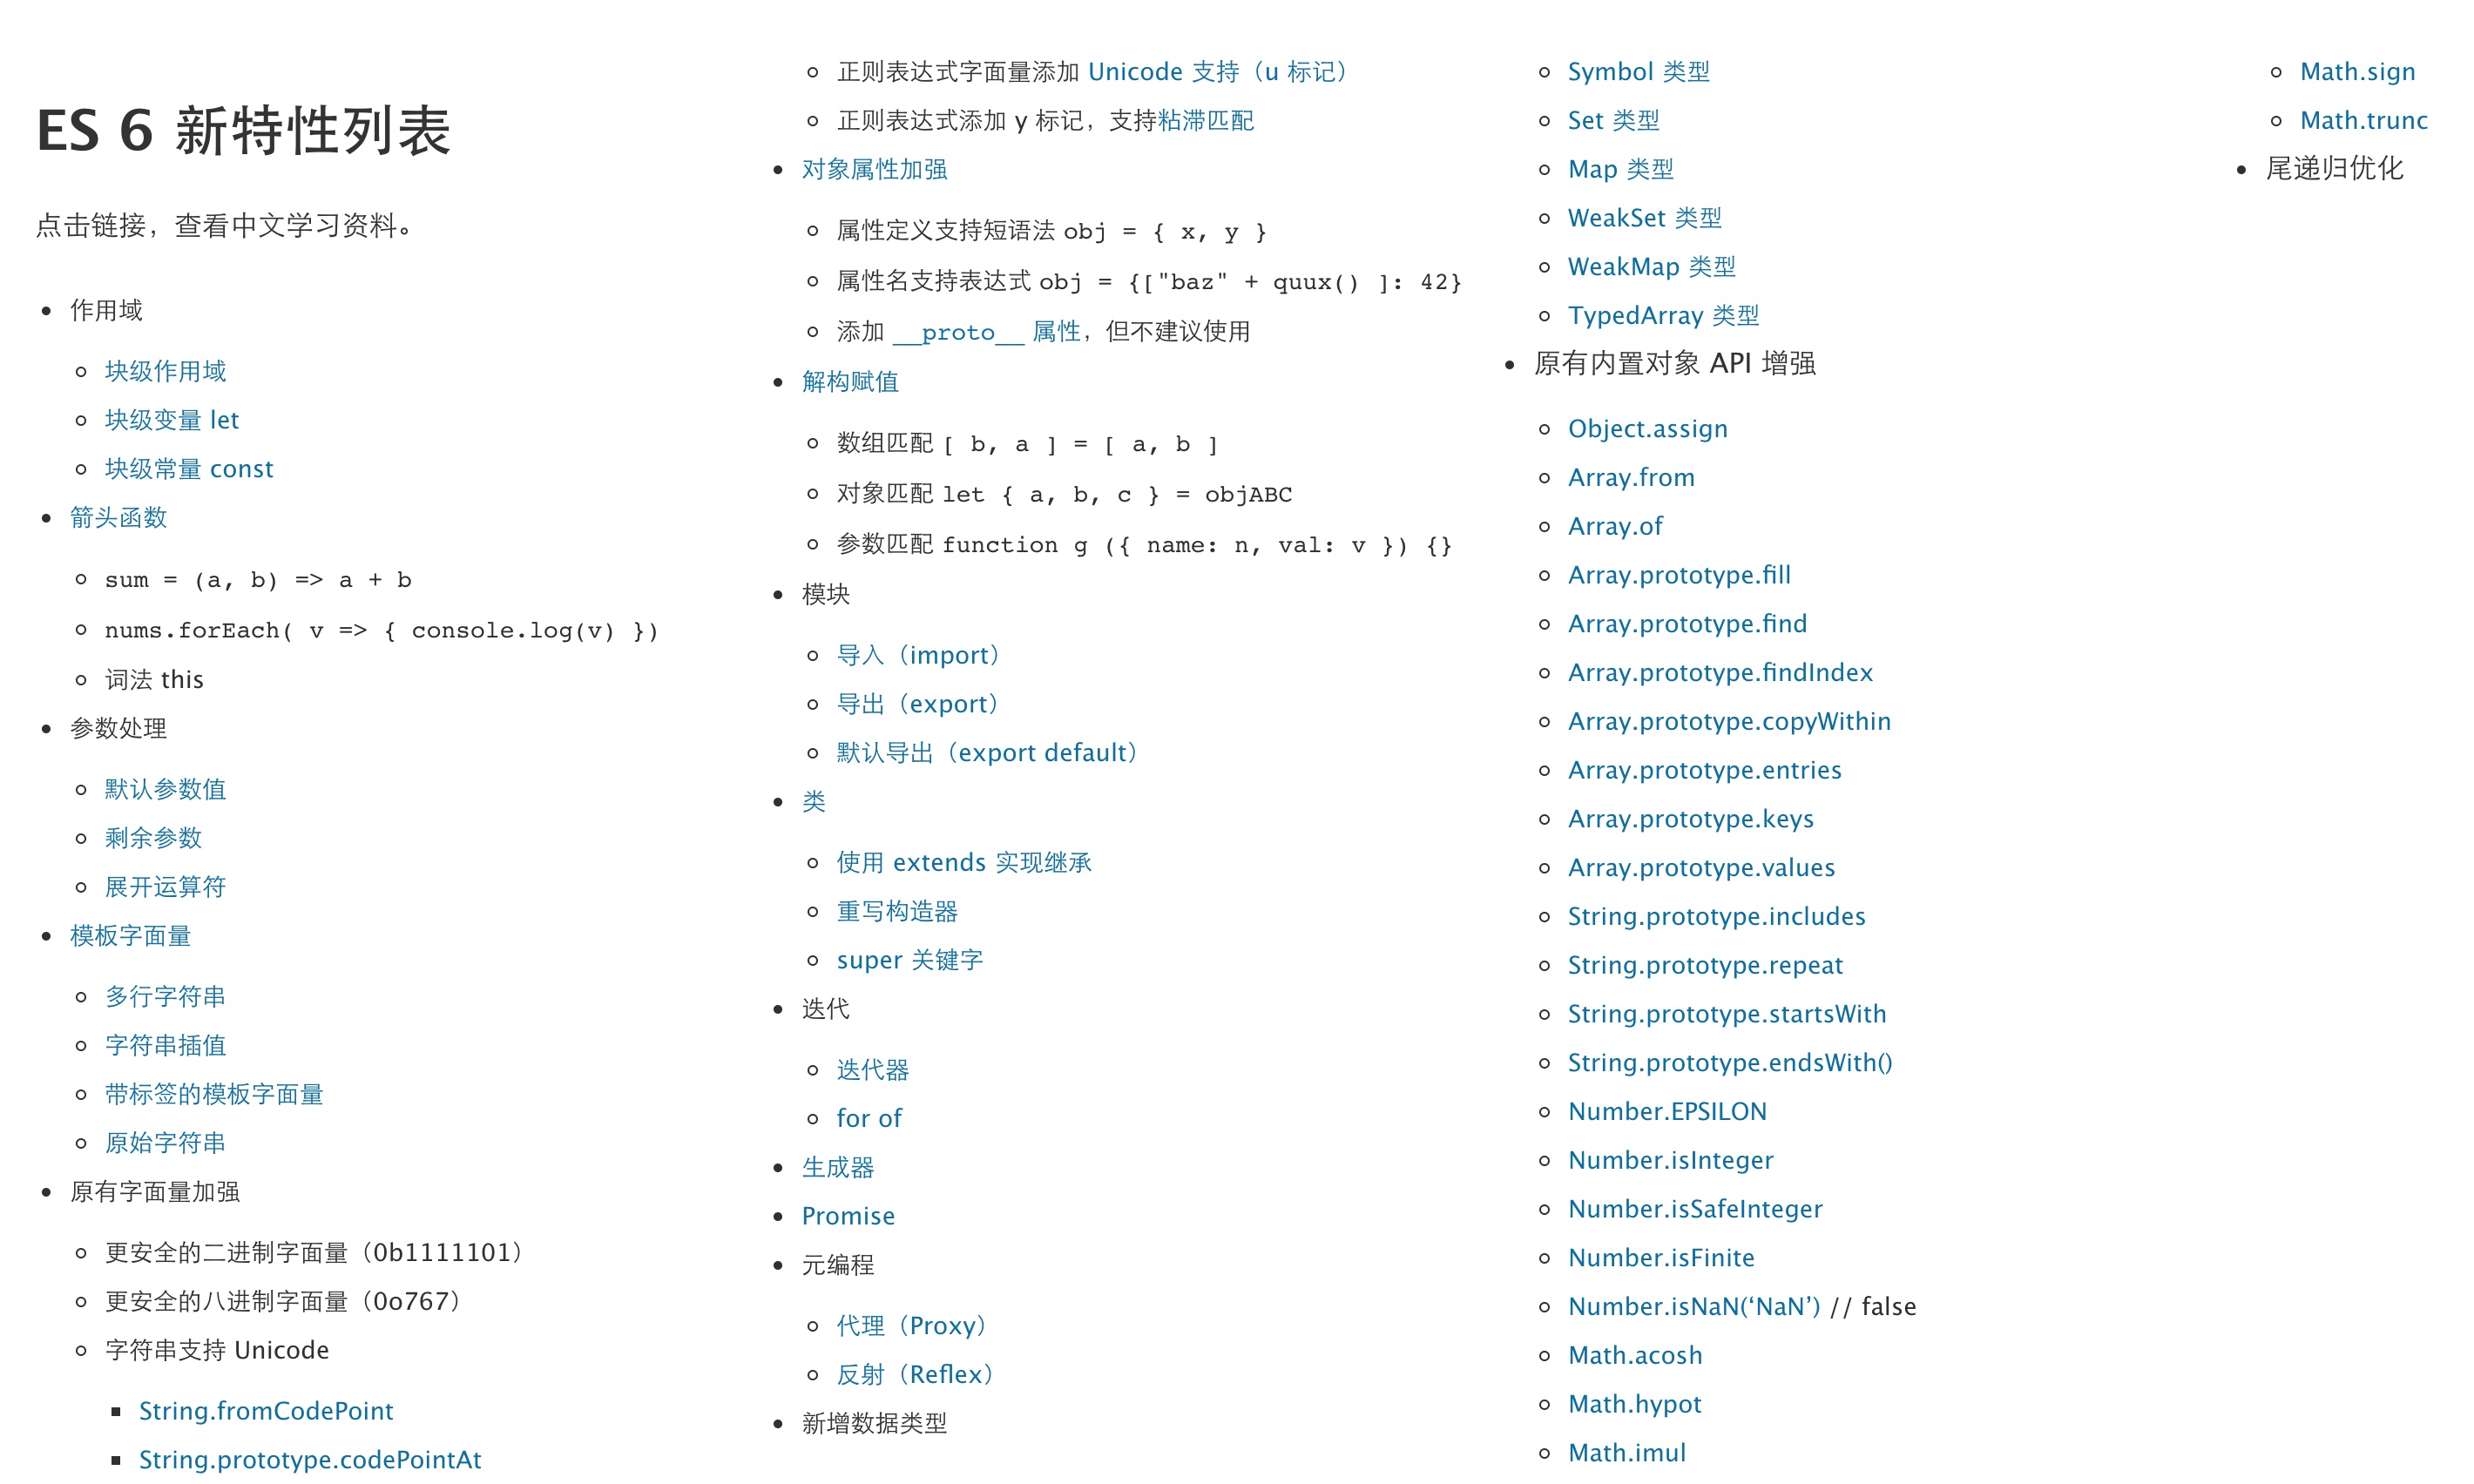 ES 6 新特性列表
点击链接，查看中文学习资料。
作用域
块级作用域
块级变量 let
块级常量 const
箭头函数
sum = (a, b) => a + b
nums.forEach( v => { console.log(v) })
词法 this
参数处理
默认参数值
剩余参数
展开运算符
模板字面量
多行字符串
字符串插值
带标签的模板字面量
原始字符串
原有字面量加强
更安全的二进制字面量（0b1111101）
更安全的八进制字面量（0o767）
字符串支持 Unicode
String.fromCodePoint
String.prototype.codePointAt
正则表达式字面量添加 Unicode 支持（u 标记）
正则表达式添加 y 标记，支持粘滞匹配
对象属性加强
属性定义支持短语法 obj = { x, y }
属性名支持表达式 obj = {["baz" + quux() ]: 42}
添加 __proto__ 属性，但不建议使用
解构赋值
数组匹配 [ b, a ] = [ a, b ]
对象匹配 let { a, b, c } = objABC
参数匹配 function g ({ name: n, val: v }) {}
模块
导入（import）
导出（export）
默认导出（export default）
类
使用 extends 实现继承
重写构造器
super 关键字
迭代
迭代器
for of
生成器
Promise
元编程
代理（Proxy）
反射（Reflex）
新增数据类型
Symbol 类型
Set 类型
Map 类型
WeakSet 类型
WeakMap 类型
TypedArray 类型
原有内置对象 API 增强
Object.assign
Array.from
Array.of
Array.prototype.fill
Array.prototype.find
Array.prototype.findIndex
Array.prototype.copyWithin
Array.prototype.entries
Array.prototype.keys
Array.prototype.values
String.prototype.includes
String.prototype.repeat
String.prototype.startsWith
String.prototype.endsWith()
Number.EPSILON
Number.isInteger
Number.isSafeInteger
Number.isFinite
Number.isNaN(‘NaN’) // false
Math.acosh
Math.hypot
Math.imul
Math.sign
Math.trunc
尾递归优化